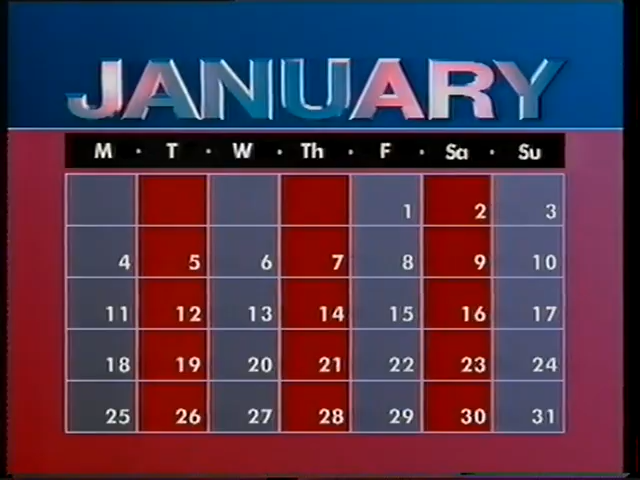 JANUARY
M · T · W · Th · F · Sa · Su
1 2 3
4 5 6 7 8 9 10
11 12 13 14 15 16 17
18 19 20 21 22 23 24
25 26 27 28 29 30 31